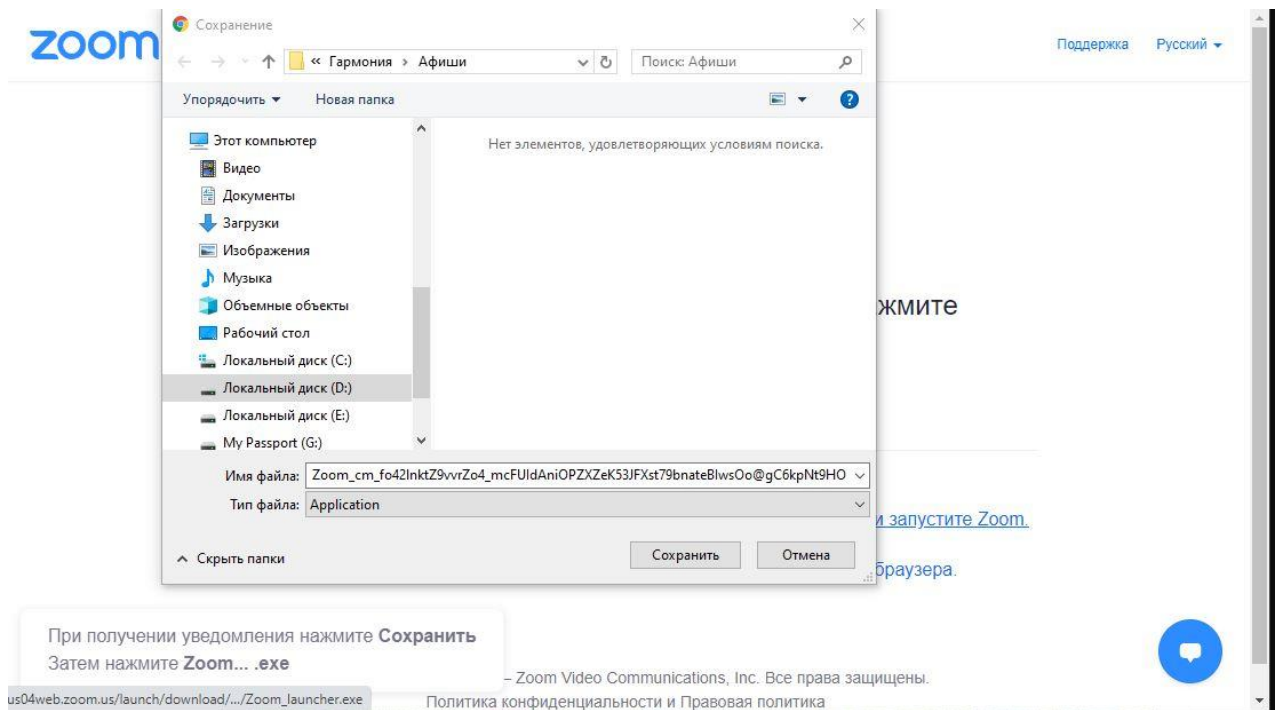 zoom
Поддержка Русский
Сохранение
« Гармония › Афиши
Поиск: Афиши
Упорядочить Новая папка
?
Этот компьютер
Видео
Документы
Загрузки
Изображения
Музыка
Объемные объекты
Рабочий стол
Локальный диск (C:)
Локальный диск (D:)
Локальный диск (E:)
My Passport (G:)
Нет элементов, удовлетворяющих условиям поиска.
Имя файла:
Тип файла: Application
Скрыть папки
Сохранить Отмена
жмите
и запустите Zoom.
браузера.
При получении уведомления нажмите Сохранить
Затем нажмите Zoom... .exe
us04web.zoom.us/launch/download/.../Zoom_launcher.exe
– Zoom Video Communications, Inc. Все права защищены.
Политика конфиденциальности и Правовая политика